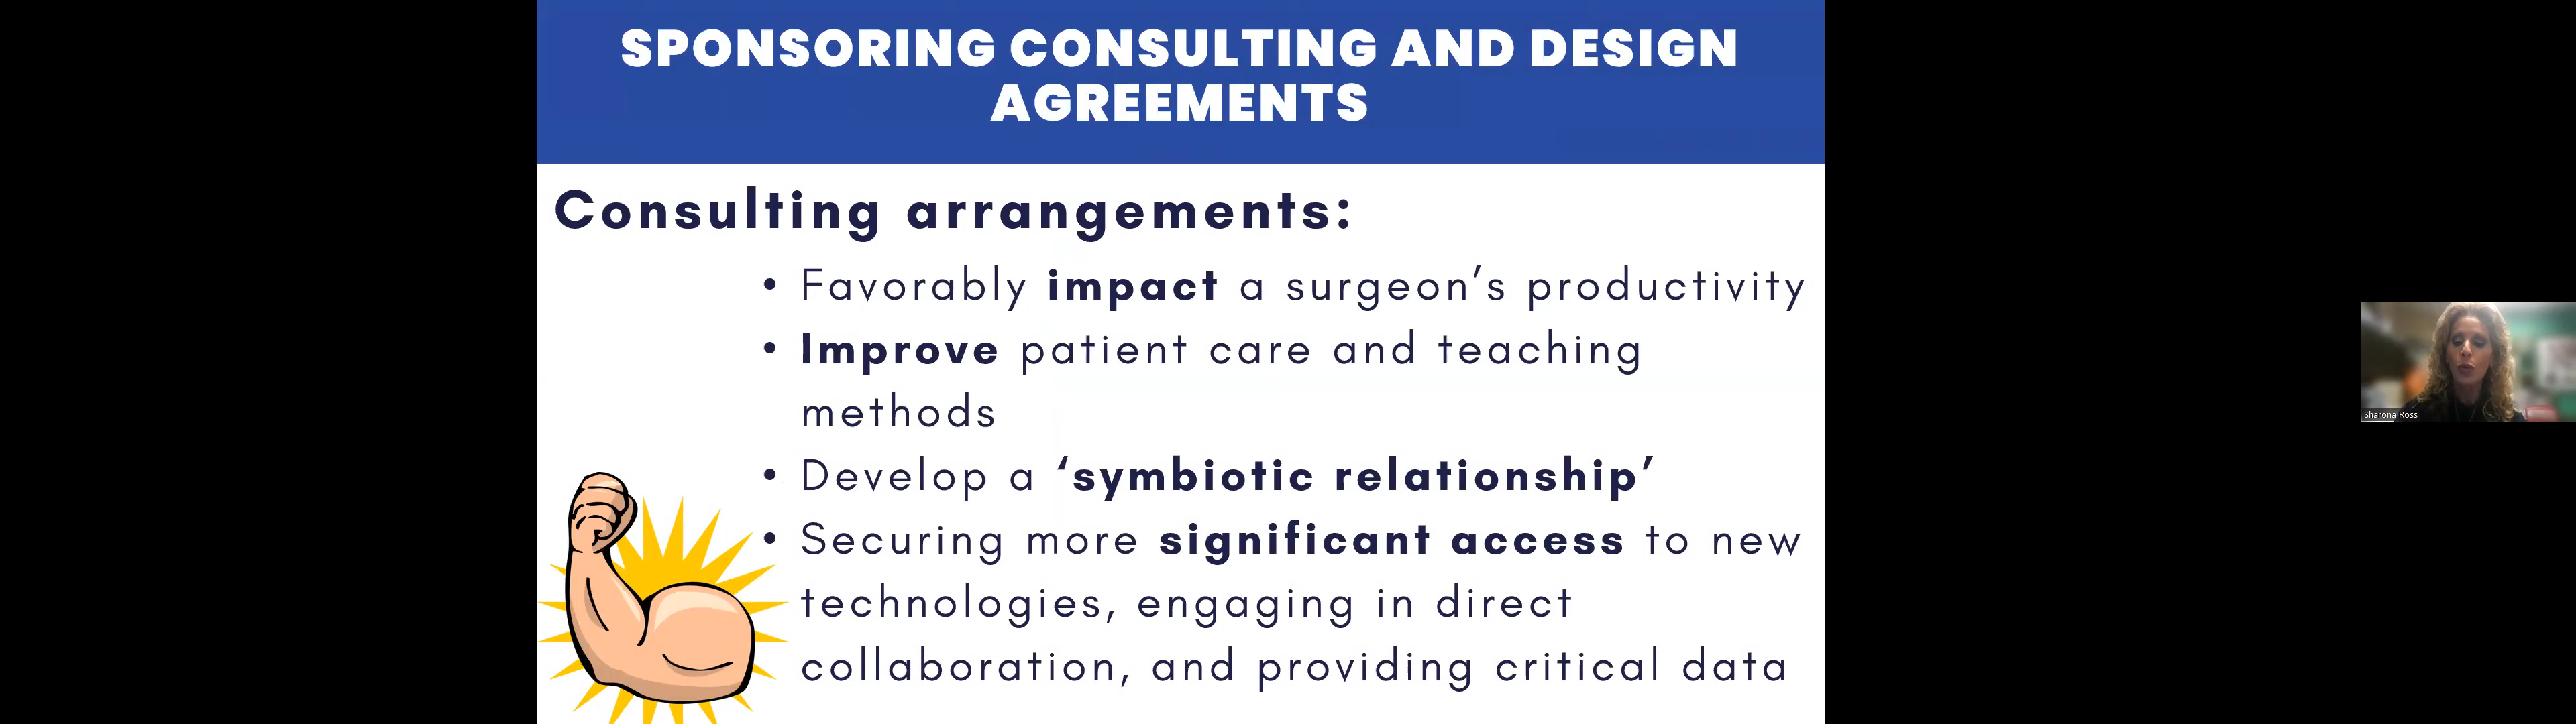 SPONSORING CONSULTING AND DESIGN
AGREEMENTS
Consulting arrangements:
• Favorably impact a surgeon’s productivity
• Improve patient care and teaching
methods
• Develop a ‘symbiotic relationship’
• Securing more significant access to new
technologies, engaging in direct
collaboration, and providing critical data
Sharona Ross